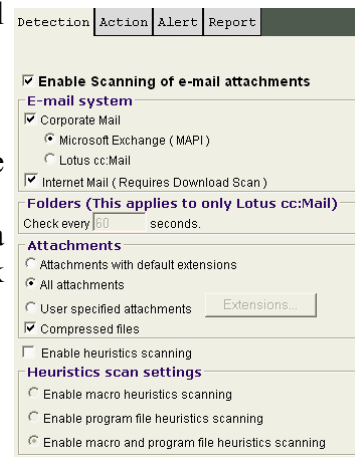 Detection Action Alert Report
Enable Scanning of e-mail attachments
E-mail system
Corporate Mail
Microsoft Exchange ( MAPI )
Lotus cc:Mail
Internet Mail ( Requires Download Scan )
Folders (This applies to only Lotus cc:Mail)
Check every 60 seconds.
Attachments
Attachments with default extensions
All attachments
User specified attachments Extensions...
Compressed files
Enable heuristics scanning
Heuristics scan settings
Enable macro heuristics scanning
Enable program file heuristics scanning
Enable macro and program file heuristics scanning